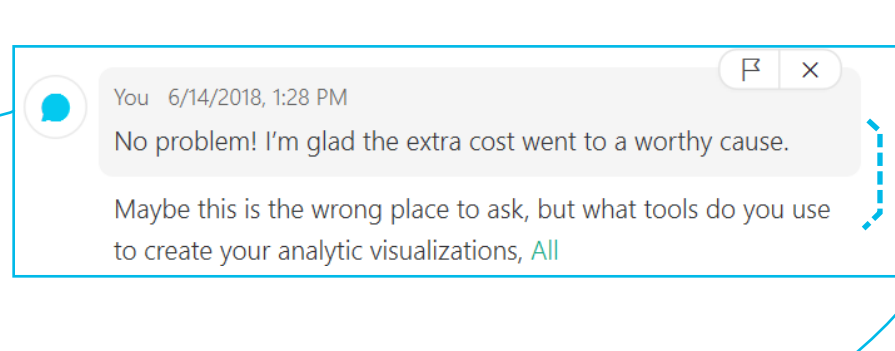 You 6/14/2018, 1:28 PM
No problem! I'm glad the extra cost went to a worthy cause.
Maybe this is the wrong place to ask, but what tools do you use
to create your analytic visualizations, All